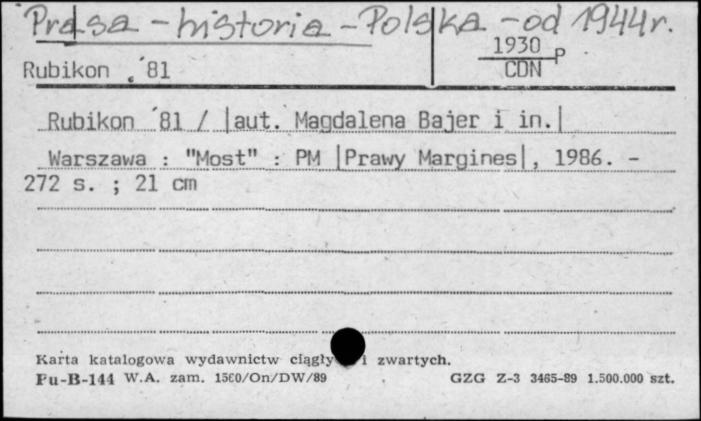 Prasa - historia - Polska - od 1944 r.
1930 P
Rubikon '81
CDN
Rubikon '81 / |aut. Magdalena Bajer i in.|
Warszawa : "Most" : PM |Prawy Margines|, 1986. -
272 s. ; 21 cm
Karta katalogowa wydawnictw ciągły i zwartych.
Pu-B-144 W.A. zam. 1560/On/DW/89 GZG Z-3 3465-89 1.500.000 szt.